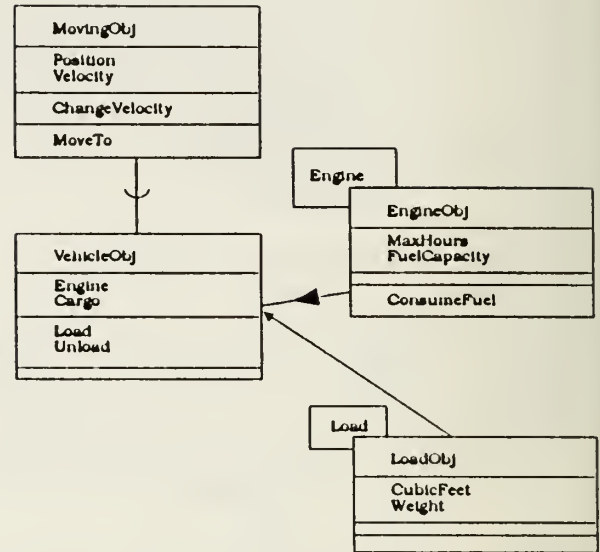 MovingObj
Position
Velocity
ChangeVelocity
MoveTo
Engine
EngineObj
MaxHours
FuelCapacity
ConsumeFuel
VehicleObj
Engine
Cargo
Load
Unload
Load
LoadObj
CubicFeet
Weight